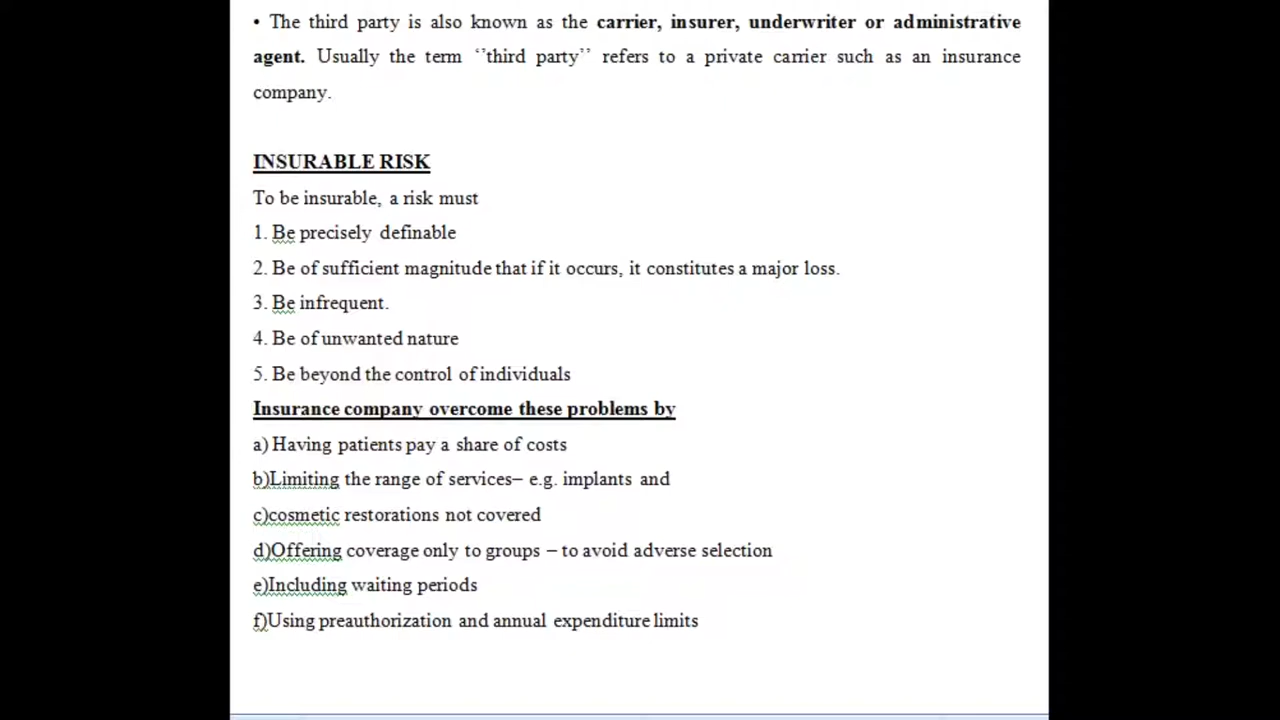 • The third party is also known as the carrier, insurer, underwriter or administrative
agent. Usually the term ‘’third party’’ refers to a private carrier such as an insurance
company.
INSURABLE RISK
To be insurable, a risk must
1. Be precisely definable
2. Be of sufficient magnitude that if it occurs, it constitutes a major loss.
3. Be infrequent.
4. Be of unwanted nature
5. Be beyond the control of individuals
Insurance company overcome these problems by
a) Having patients pay a share of costs
b)Limiting the range of services– e.g. implants and
c)cosmetic restorations not covered
d)Offering coverage only to groups – to avoid adverse selection
e)Including waiting periods
f)Using preauthorization and annual expenditure limits